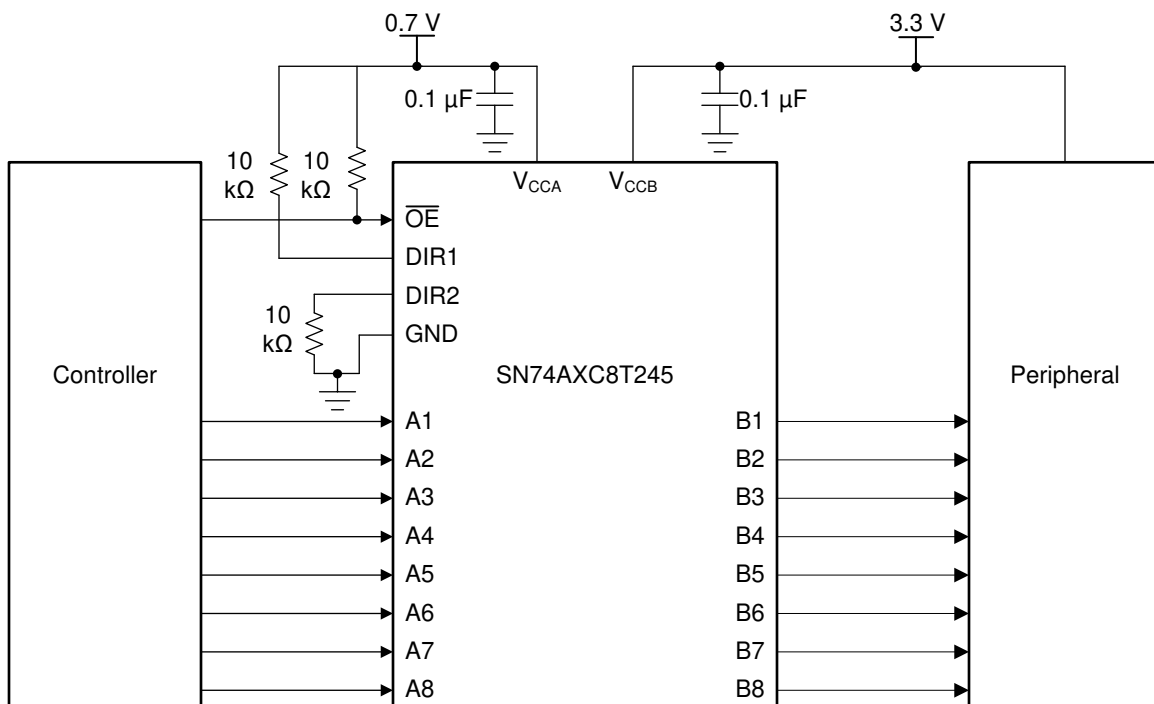 0.7 V
3.3 V
0.1 µF
0.1 µF
10
kΩ
10
kΩ
VCCA
VCCB
OE
DIR1
DIR2
10
kΩ
GND
Controller
SN74AXC8T245
Peripheral
A1
B1
A2
B2
A3
B3
A4
B4
A5
B5
A6
B6
A7
B7
A8
B8